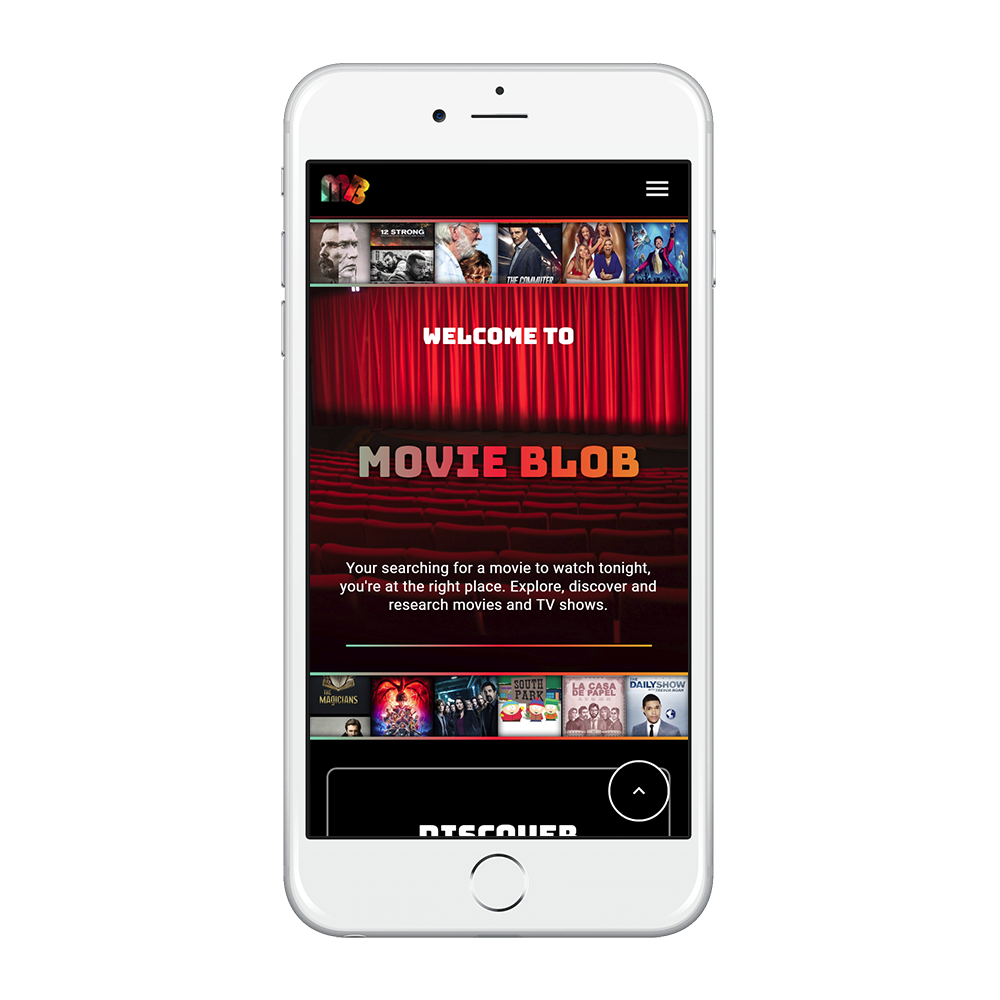 MB
12 STRONG
THE COMMUTER
WELCOME TO
MOVIE BLOB
Your searching for a movie to watch tonight,
you're at the right place. Explore, discover and
research movies and TV shows.
THE
MAGICIANS
SOUTH
PARK
LA CASA
DE PAPEL
THE
DAILYSHOW
WITH TREVOR NOAH
DISCOVER